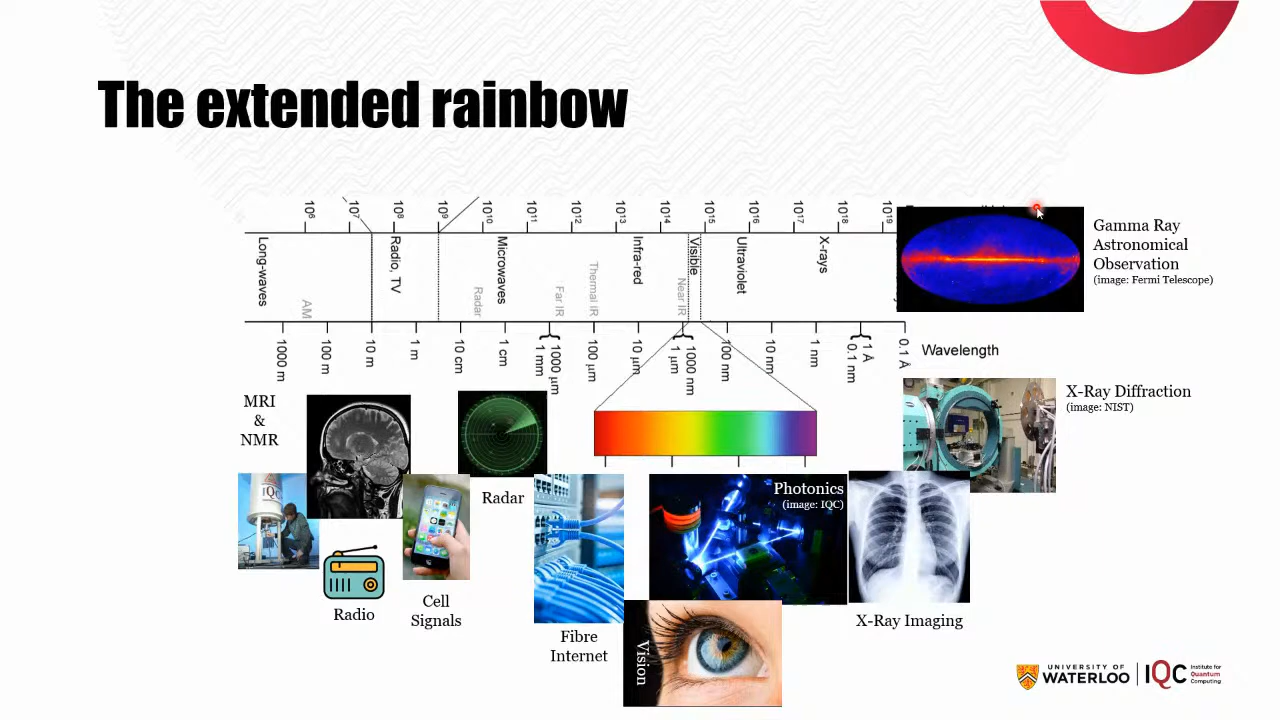 The extended rainbow
10⁶ 10⁷ 10⁸ 10⁹ 10¹⁰ 10¹¹ 10¹² 10¹³ 10¹⁴ 10¹⁵ 10¹⁶ 10¹⁷ 10¹⁸ 10¹⁹
Long-waves
AM
Radio, TV
Microwaves
Radar
Far IR
Thermal IR
Infra-red
Near IR
Visible
Ultraviolet
X-rays
1000 m
100 m
10 m
1 m
10 cm
1 cm
1000 µm
1 mm
100 µm
10 µm
1000 nm
1 µm
100 nm
10 nm
1 nm
1 Å
0.1 nm
0.1 Å
Wavelength
Gamma Ray
Astronomical
Observation
(image: Fermi Telescope)
X-Ray Diffraction
(image: NIST)
MRI
&
NMR
IQC
Radio
Cell
Signals
Radar
Fibre
Internet
Vision
Photonics
(image: IQC)
X-Ray Imaging
UNIVERSITY OF
WATERLOO
IQC
Institute for
Quantum
Computing